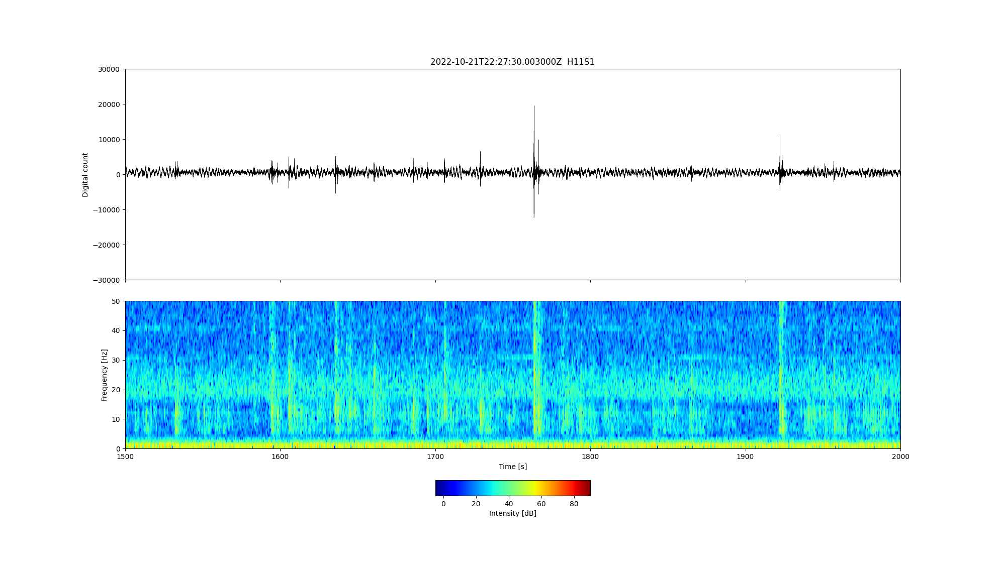 2022-10-21T22:27:30.003000Z  H11S1
30000
20000
10000
0
−10000
−20000
−30000
Digital count
50
40
30
20
10
0
Frequency [Hz]
1500 1600 1700 1800 1900 2000
Time [s]
0 20 40 60 80
Intensity [dB]